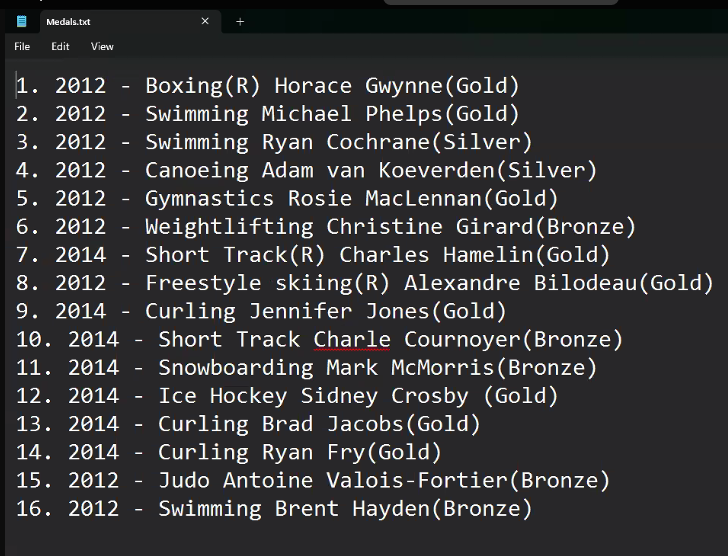 Medals.txt
File Edit View
1. 2012 - Boxing(R) Horace Gwynne(Gold)
2. 2012 - Swimming Michael Phelps(Gold)
3. 2012 - Swimming Ryan Cochrane(Silver)
4. 2012 - Canoeing Adam van Koeverden(Silver)
5. 2012 - Gymnastics Rosie MacLennan(Gold)
6. 2012 - Weightlifting Christine Girard(Bronze)
7. 2014 - Short Track(R) Charles Hamelin(Gold)
8. 2012 - Freestyle skiing(R) Alexandre Bilodeau(Gold)
9. 2014 - Curling Jennifer Jones(Gold)
10. 2014 - Short Track Charle Cournoyer(Bronze)
11. 2014 - Snowboarding Mark McMorris(Bronze)
12. 2014 - Ice Hockey Sidney Crosby (Gold)
13. 2014 - Curling Brad Jacobs(Gold)
14. 2014 - Curling Ryan Fry(Gold)
15. 2012 - Judo Antoine Valois-Fortier(Bronze)
16. 2012 - Swimming Brent Hayden(Bronze)